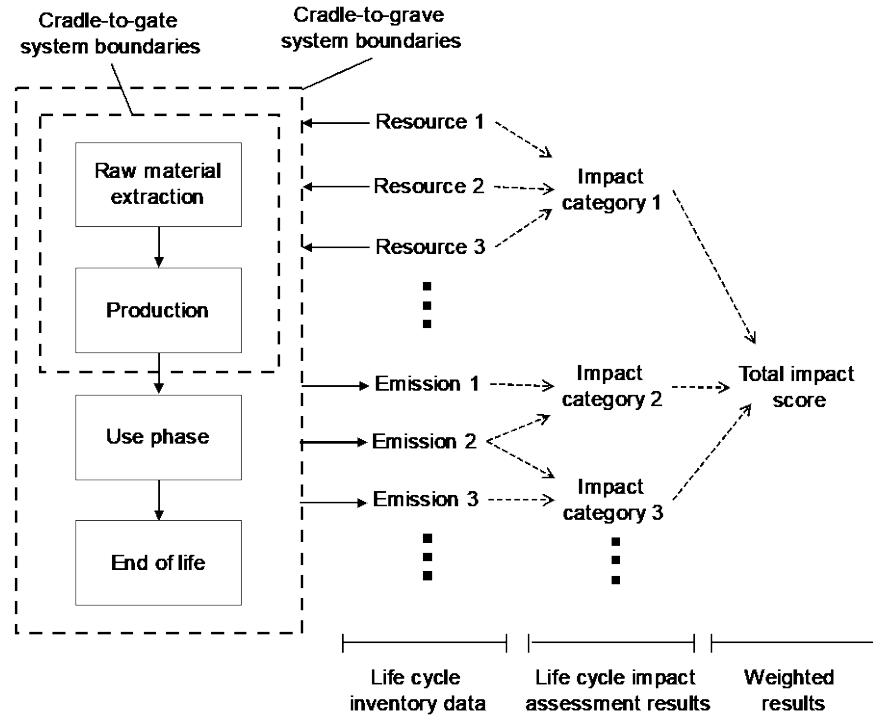 Cradle-to-gate
system boundaries
Cradle-to-grave
system boundaries
Raw material
extraction
Production
Use phase
End of life
Resource 1
Resource 2
Resource 3
Emission 1
Emission 2
Emission 3
Impact
category 1
Impact
category 2
Impact
category 3
Total impact
score
Life cycle
inventory data
Life cycle impact
assessment results
Weighted
results